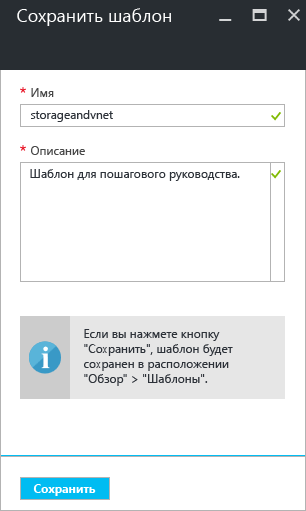 Сохранить шаблон
* Имя
storageandvnet
* Описание
Шаблон для пошагового руководства.
Если вы нажмете кнопку
"Сохранить", шаблон будет
сохранен в расположении
"Обзор" > "Шаблоны".
Сохранить